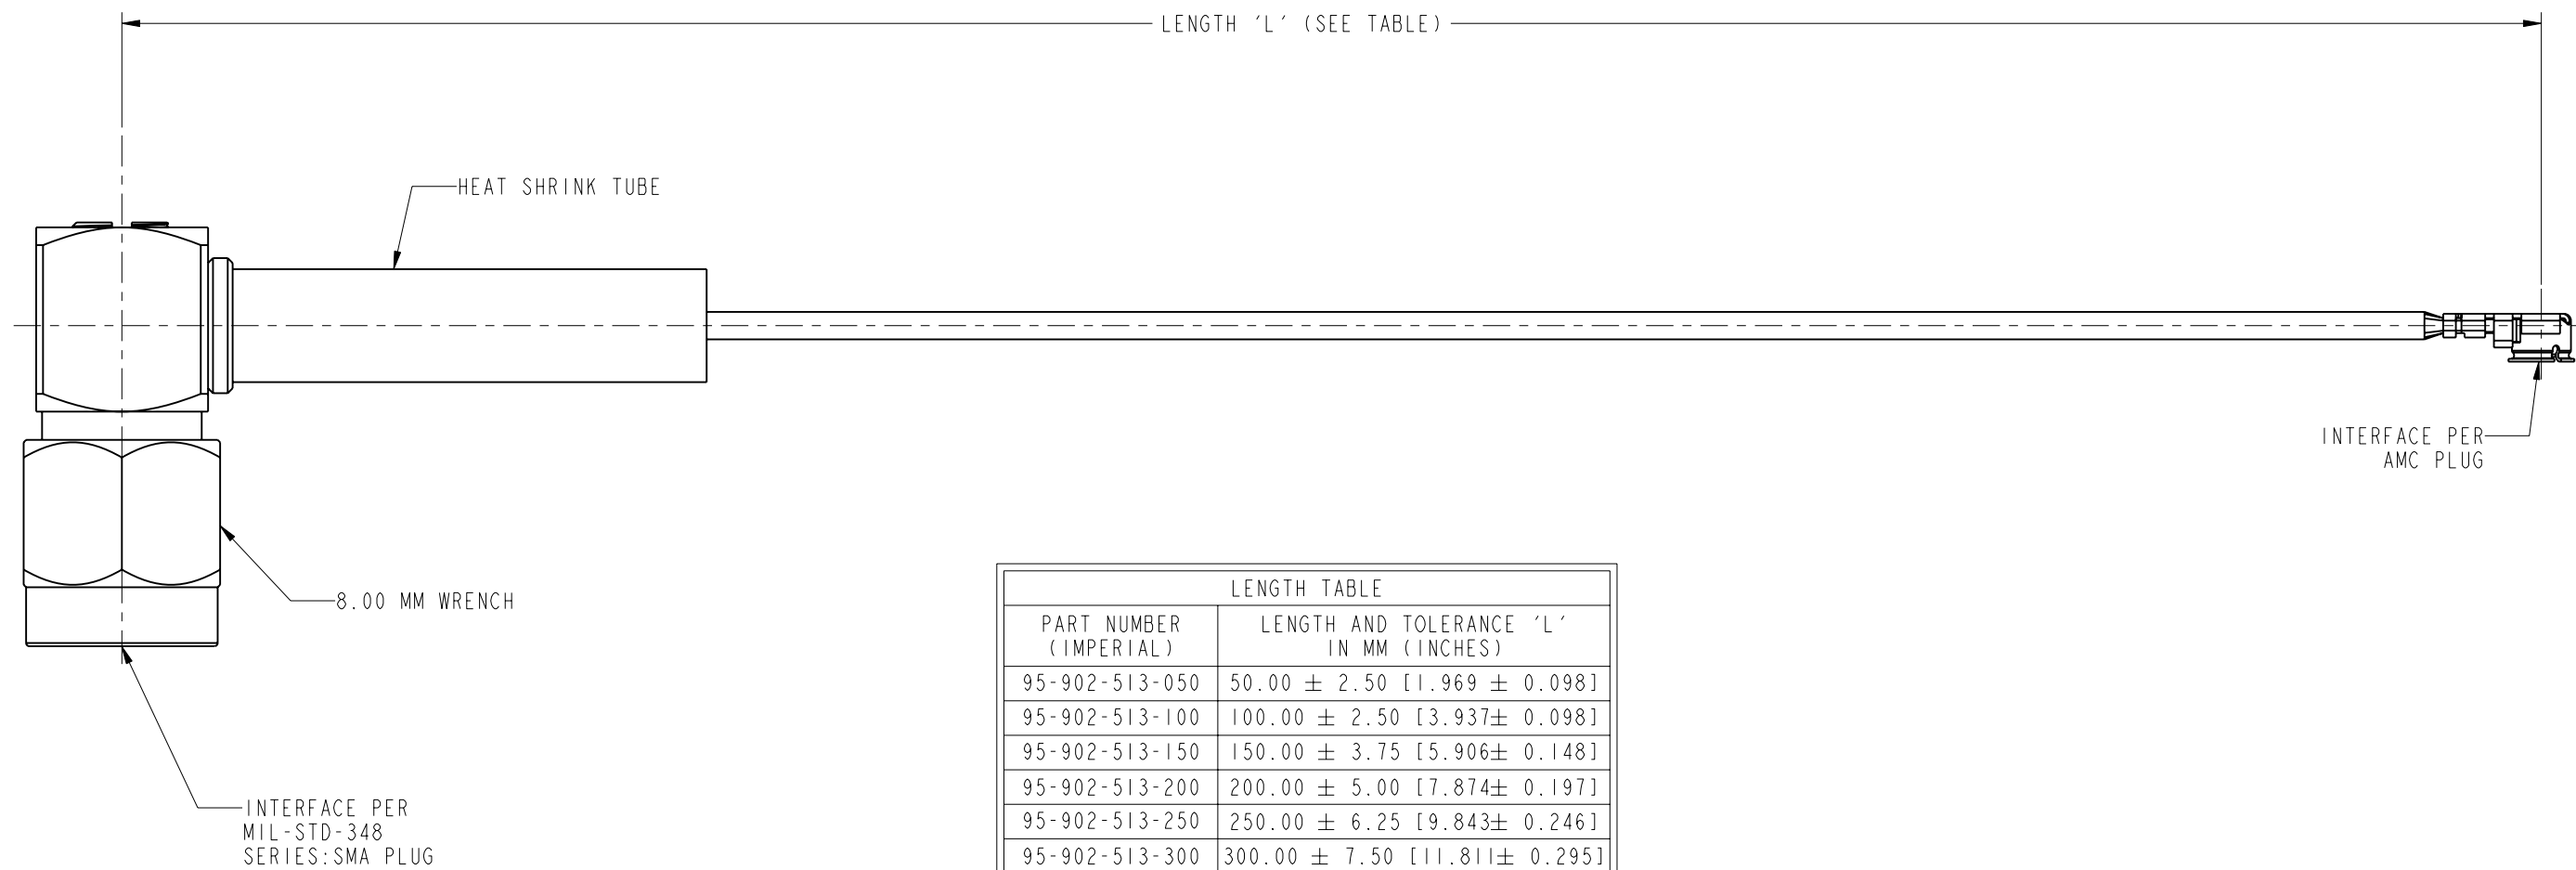 LENGTH 'L' (SEE TABLE)
HEAT SHRINK TUBE
INTERFACE PER
AMC PLUG
8.00 MM WRENCH
INTERFACE PER
MIL-STD-348
SERIES:SMA PLUG
LENGTH TABLE
PART NUMBER
(IMPERIAL)
LENGTH AND TOLERANCE 'L'
IN MM (INCHES)
95-902-513-050 50.00 ± 2.50 [1.969 ± 0.098]
95-902-513-100 100.00 ± 2.50 [3.937± 0.098]
95-902-513-150 150.00 ± 3.75 [5.906± 0.148]
95-902-513-200 200.00 ± 5.00 [7.874± 0.197]
95-902-513-250 250.00 ± 6.25 [9.843± 0.246]
95-902-513-300 300.00 ± 7.50 [11.811± 0.295]